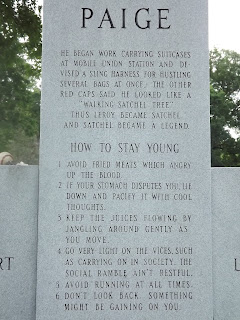 PAIGE
HE BEGAN WORK CARRYING SUITCASES
AT MOBILE UNION STATION AND DE-
VISED A SLING HARNESS FOR HUSTLING
SEVERAL BAGS AT ONCE. THE OTHER
RED CAPS SAID HE LOOKED LIKE A
"WALKING SATCHEL TREE."
THUS LEROY BECAME SATCHEL
AND SATCHEL BECAME A LEGEND.
HOW TO STAY YOUNG
1 AVOID FRIED MEATS WHICH ANGRY
UP THE BLOOD.
2 IF YOUR STOMACH DISPUTES YOU, LIE
DOWN AND PACIFY IT WITH COOL
THOUGHTS.
3 KEEP THE JUICES FLOWING BY
JANGLING AROUND GENTLY AS
YOU MOVE.
4 GO VERY LIGHT ON THE VICES, SUCH
AS CARRYING ON IN SOCIETY. THE
SOCIAL RAMBLE AIN'T RESTFUL.
5 AVOID RUNNING AT ALL TIMES.
6 DON'T LOOK BACK. SOMETHING
MIGHT BE GAINING ON YOU.
RT
L